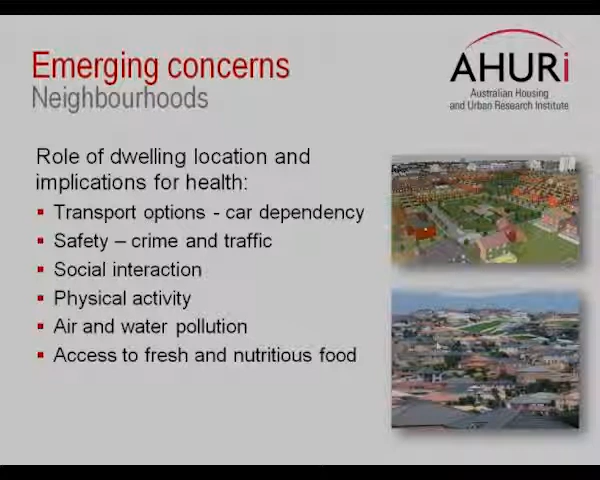 Emerging concerns
Neighbourhoods
AHURi
Australian Housing
and Urban Research Institute
Role of dwelling location and
implications for health:
▪ Transport options - car dependency
▪ Safety – crime and traffic
▪ Social interaction
▪ Physical activity
▪ Air and water pollution
▪ Access to fresh and nutritious food